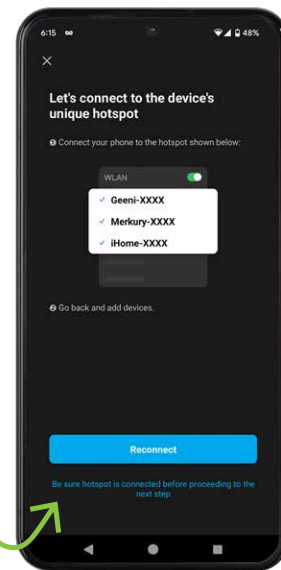 6:15
48%
Let's connect to the device's
unique hotspot
❶ Connect your phone to the hotspot shown below:
WLAN
Geeni-XXXX
Merkury-XXXX
iHome-XXXX
❷ Go back and add devices.
Reconnect
Be sure hotspot is connected before proceeding to the
next step